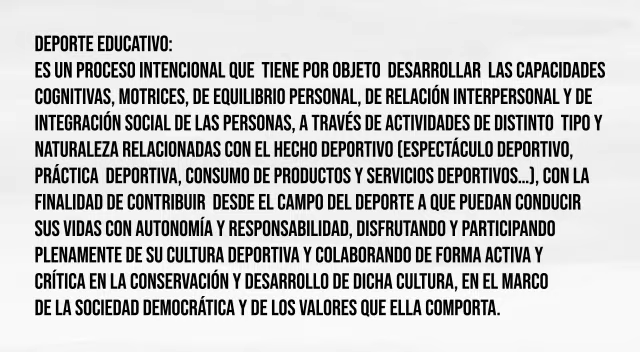 DEPORTE EDUCATIVO:
ES UN PROCESO INTENCIONAL QUE TIENE POR OBJETO DESARROLLAR LAS CAPACIDADES
COGNITIVAS, MOTRICES, DE EQUILIBRIO PERSONAL, DE RELACIÓN INTERPERSONAL Y DE
INTEGRACIÓN SOCIAL DE LAS PERSONAS, A TRAVÉS DE ACTIVIDADES DE DISTINTO TIPO Y
NATURALEZA RELACIONADAS CON EL HECHO DEPORTIVO (ESPECTÁCULO DEPORTIVO,
PRÁCTICA DEPORTIVA, CONSUMO DE PRODUCTOS Y SERVICIOS DEPORTIVOS...), CON LA
FINALIDAD DE CONTRIBUIR DESDE EL CAMPO DEL DEPORTE A QUE PUEDAN CONDUCIR
SUS VIDAS CON AUTONOMÍA Y RESPONSABILIDAD, DISFRUTANDO Y PARTICIPANDO
PLENAMENTE DE SU CULTURA DEPORTIVA Y COLABORANDO DE FORMA ACTIVA Y
CRÍTICA EN LA CONSERVACIÓN Y DESARROLLO DE DICHA CULTURA, EN EL MARCO
DE LA SOCIEDAD DEMOCRÁTICA Y DE LOS VALORES QUE ELLA COMPORTA.